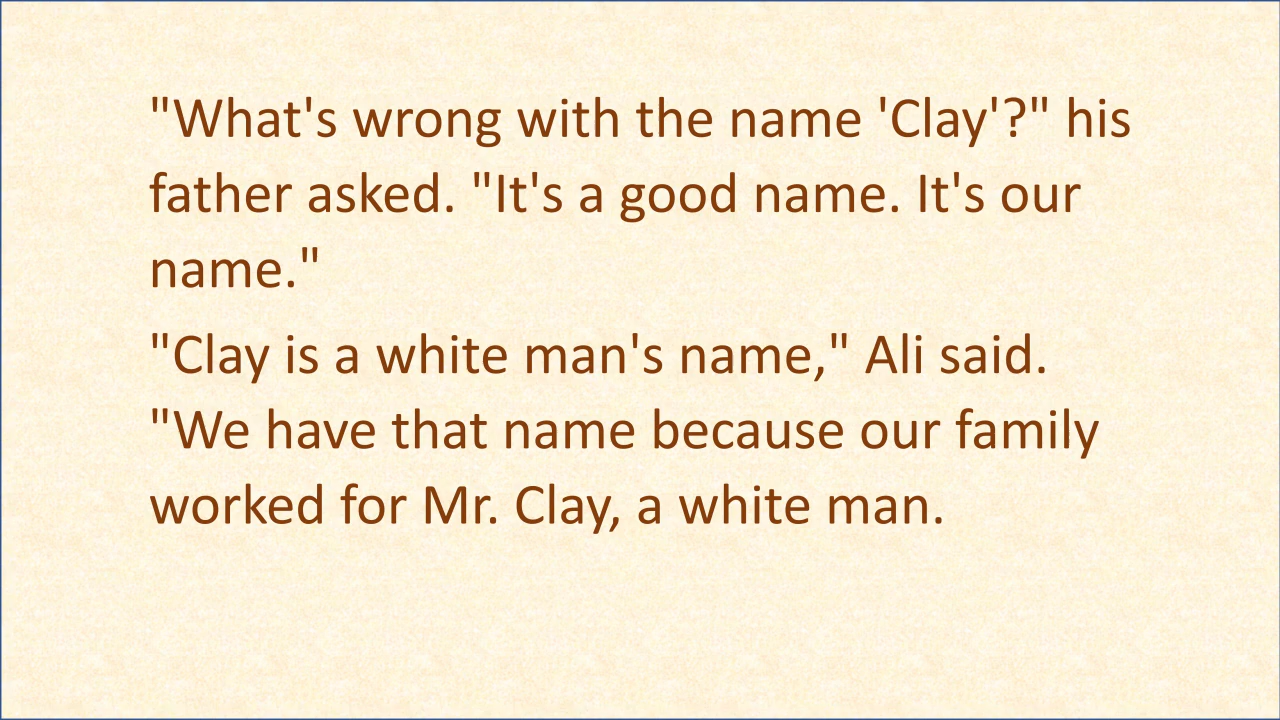 "What's wrong with the name 'Clay'?" his
father asked. "It's a good name. It's our
name."
"Clay is a white man's name," Ali said.
"We have that name because our family
worked for Mr. Clay, a white man.